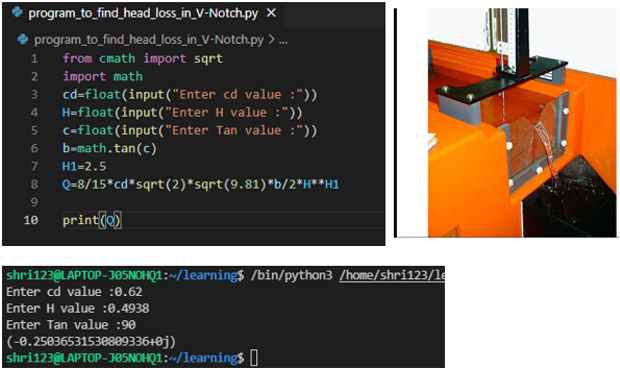 program_to_find_head_loss_in_V-Notch.py ×
program_to_find_head_loss_in_V-Notch.py > ...
1 from cmath import sqrt
2 import math
3 cd=float(input("Enter cd value :"))
4 H=float(input("Enter H value :"))
5 c=float(input("Enter Tan value :"))
6 b=math.tan(c)
7 H1=2.5
8 Q=8/15*cd*sqrt(2)*sqrt(9.81)*b/2*H**H1
9
10 print(Q)
shri123@LAPTOP-J05NOHQ1:~/learning$ /bin/python3 /home/shri123/le
Enter cd value :0.62
Enter H value :0.4938
Enter Tan value :90
(-0.25036531530809336+0j)
shri123@LAPTOP-J05NOHQ1:~/learning$